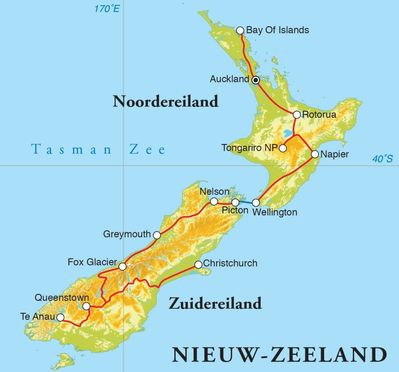 170°E
Bay Of Islands
Auckland
Noordereiland
Rotorua
Tasman Zee
Tongariro NP
Napier
40°S
Nelson
Picton
Wellington
Greymouth
Fox Glacier
Christchurch
Queenstown
Zuidereiland
Te Anau
NIEUW-ZEELAND